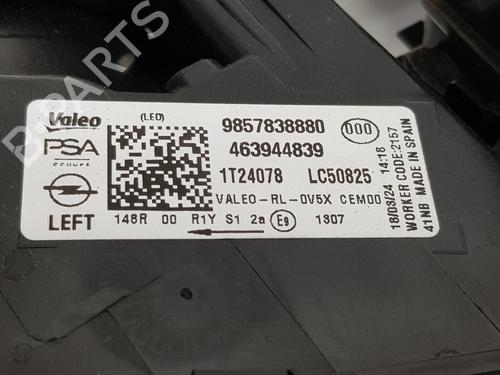 Valeo
(LED)
PSA
GROUPE
LEFT
9857838880
000
463944839
1T24078 LC50825
VALEO-RL-OV5X CEM00
148R 00 R1Y S1 2a E9 1307
18/03/24 14:18
WORKER CODE:2157
41NB MADE IN SPAIN
B-PARTS